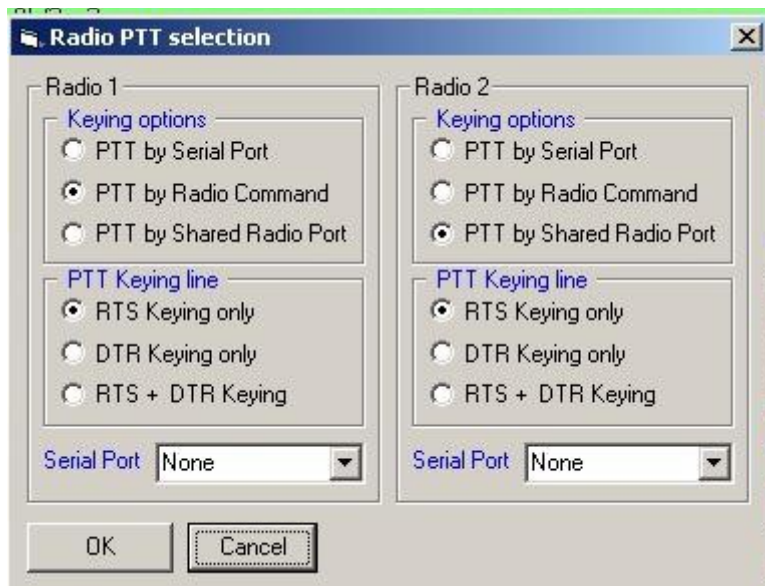 Radio PTT selection
Radio 1
Keying options
PTT by Serial Port
PTT by Radio Command
PTT by Shared Radio Port
PTT Keying line
RTS Keying only
DTR Keying only
RTS + DTR Keying
Serial Port None
Radio 2
Keying options
PTT by Serial Port
PTT by Radio Command
PTT by Shared Radio Port
PTT Keying line
RTS Keying only
DTR Keying only
RTS + DTR Keying
Serial Port None
OK
Cancel